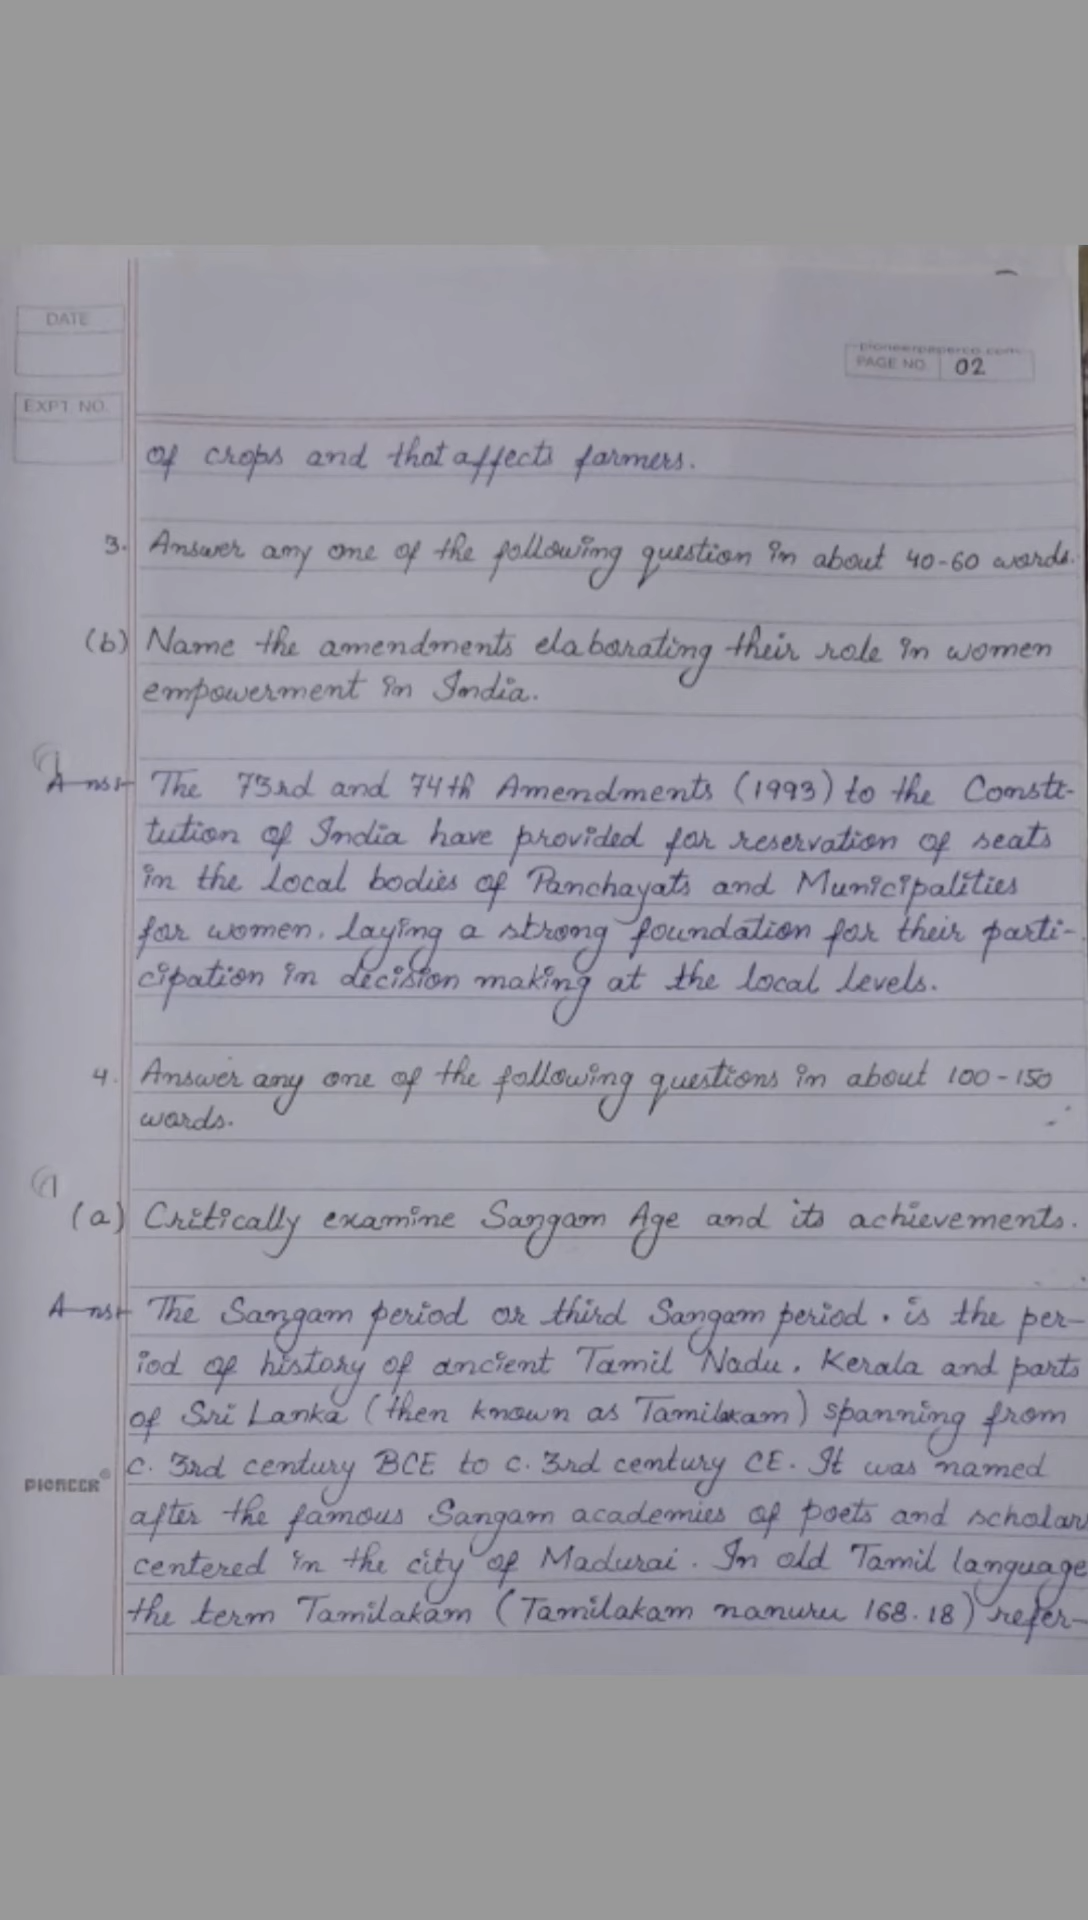 DATE
pioneerpaperco.com
PAGE NO. 02
EXPT. NO.
of crops and that affects farmers.
3. Answer any one of the following question in about 40-60 words.
(b) Name the amendments elaborating their role in women
empowerment in India.
Ans:- The 73rd and 74th Amendments (1993) to the Consti-
tution of India have provided for reservation of seats
in the local bodies of Panchayats and Municipalities
for women, laying a strong foundation for their parti-
cipation in decision making at the local levels.
4. Answer any one of the following questions in about 100-150
words.
(a) Critically examine Sangam Age and its achievements.
Ans:- The Sangam period or third Sangam period, is the per-
iod of history of ancient Tamil Nadu, Kerala and parts
of Sri Lanka (then known as Tamilakam) spanning from
c. 3rd century BCE to c. 3rd century CE. It was named
after the famous Sangam academies of poets and scholars
PIONEER
centered in the city of Madurai. In old Tamil language
the term Tamilakam (Tamilakam nanuru 168.18) refer-